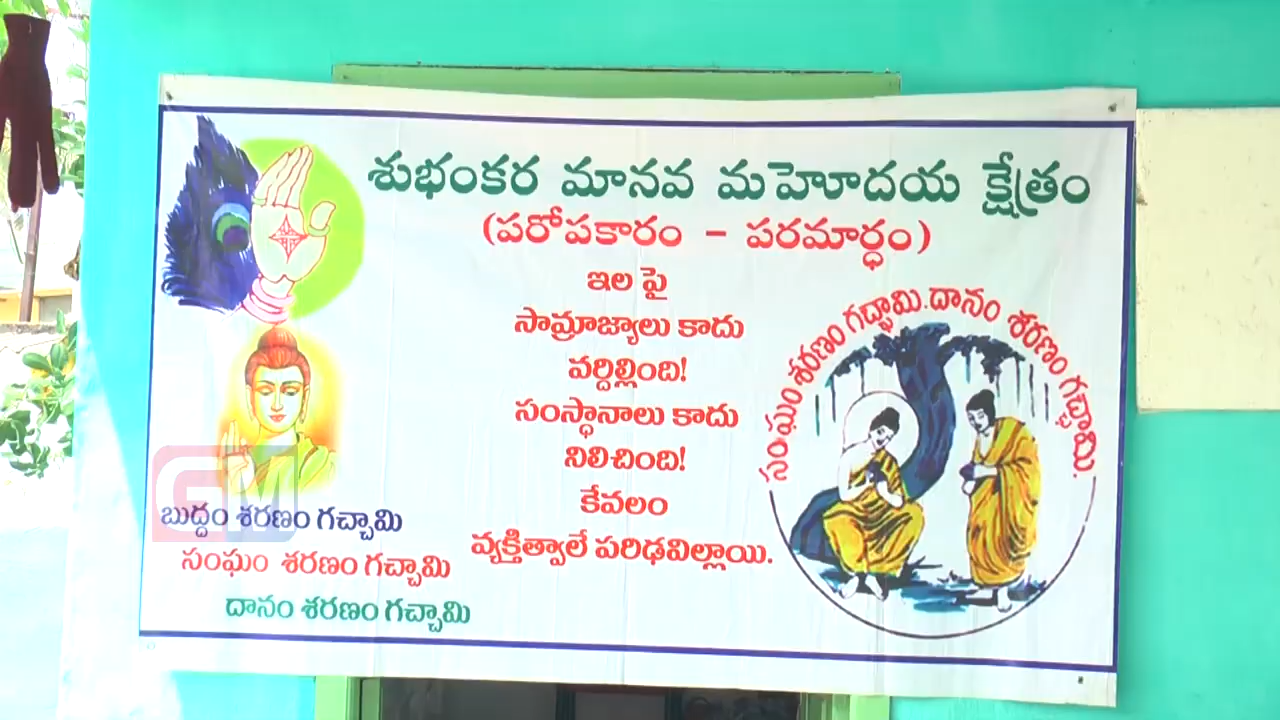 శుభంకర మానవ మహెూదయ క్షేత్రం
(పరోపకారం - పరమార్ధం)
ఇల పై
సామ్రాజ్యాలు కాదు
వర్దిల్లింది!
సంస్ధానాలు కాదు
నిలిచింది!
కేవలం
వ్యక్తిత్వాలే పరిఢవిల్లాయి.
సంఘం శరణం గచ్ఛామి.దానం శరణం గచ్ఛామి.
GM
బుద్దం శరణం గచ్చామి
సంఘం శరణం గచ్చామి
దానం శరణం గచ్చామి